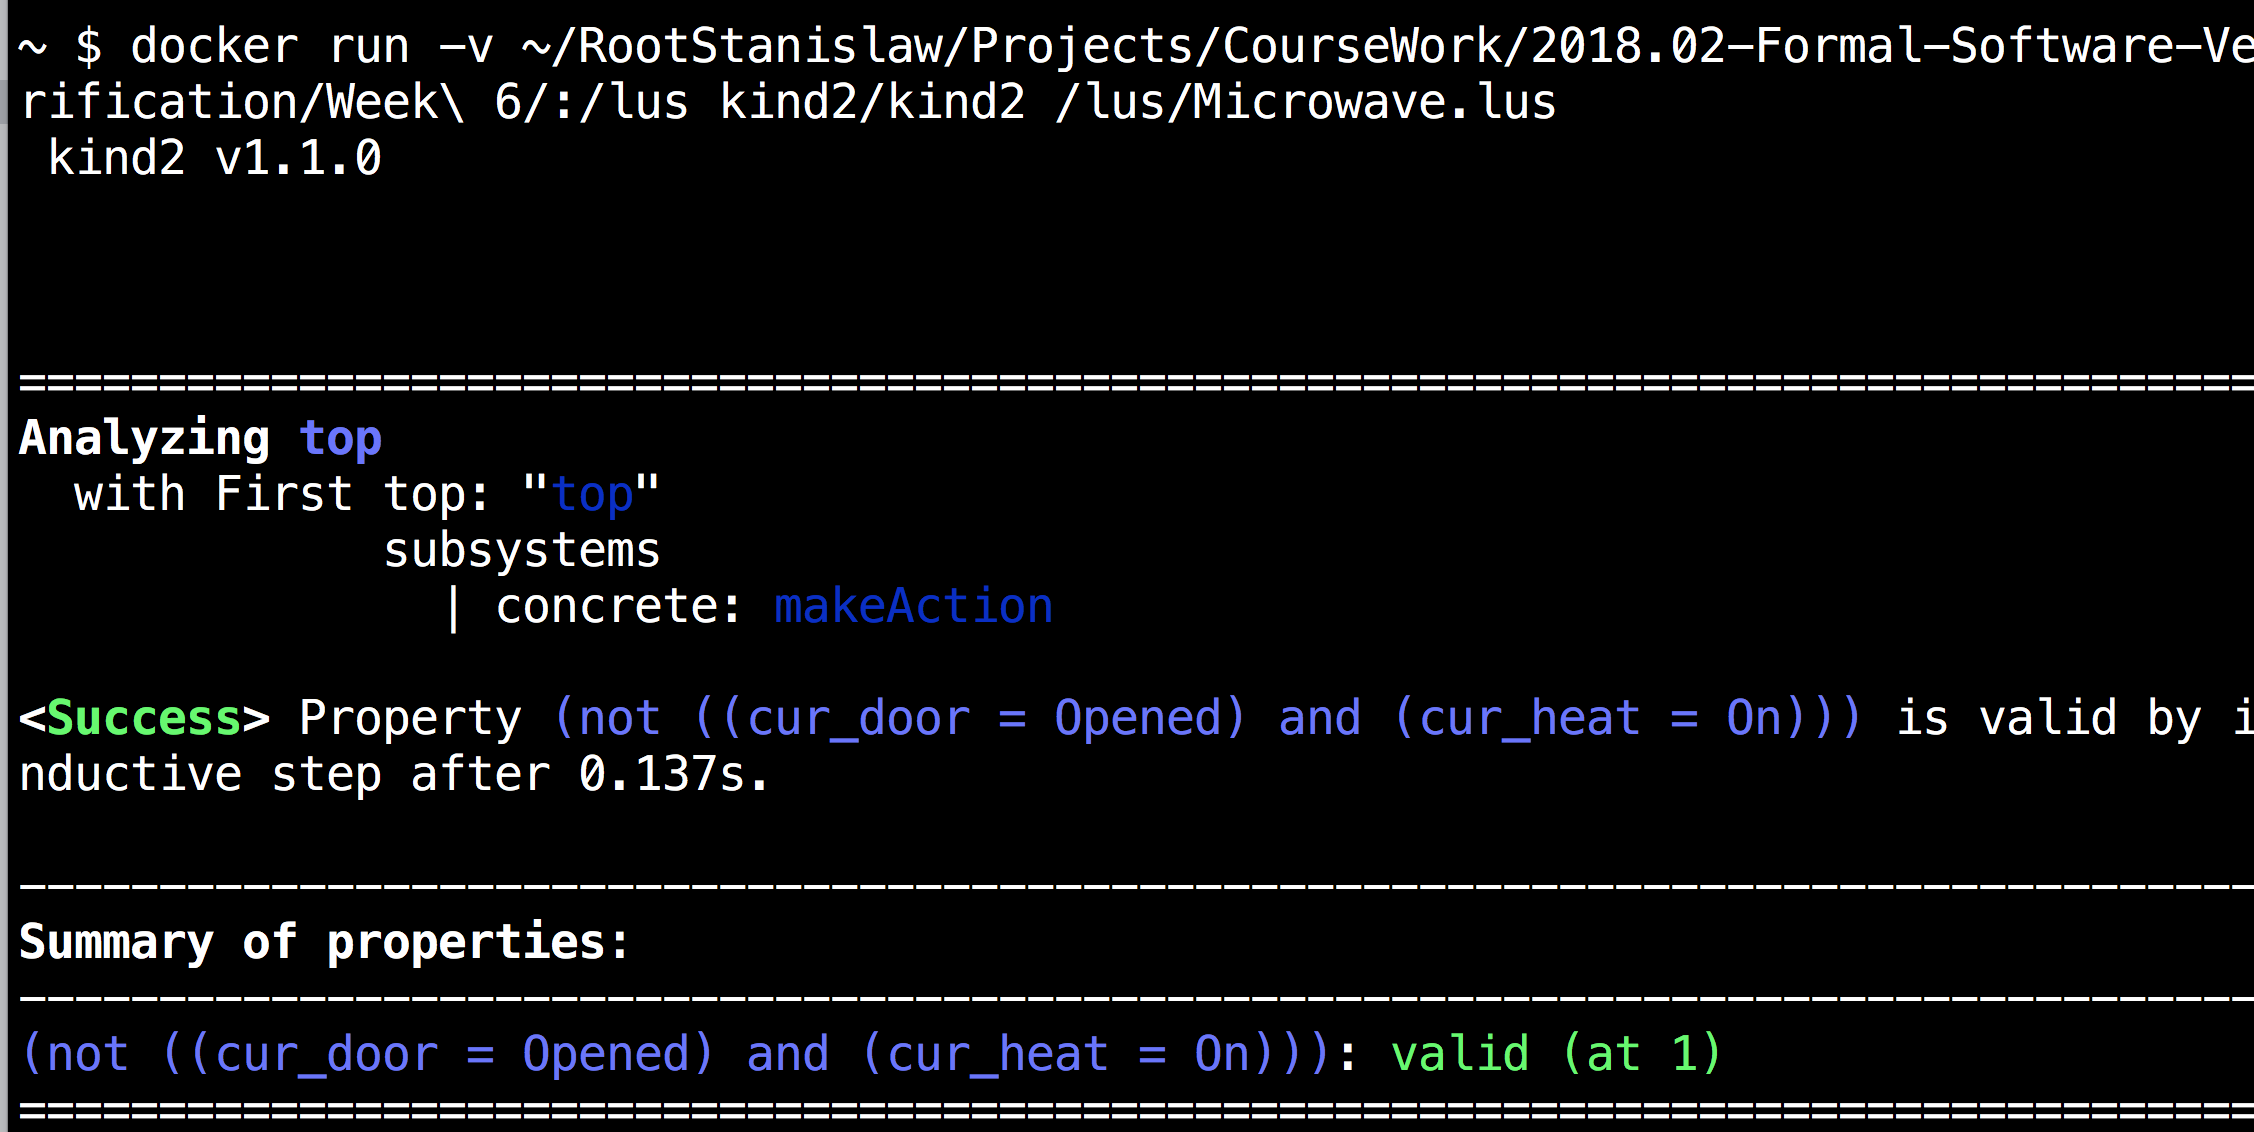 ~ $ docker run -v ~/RootStanislaw/Projects/CourseWork/2018.02-Formal-Software-Ve
rification/Week\ 6/:/lus kind2/kind2 /lus/Microwave.lus
 kind2 v1.1.0
================================================================================
Analyzing top
  with First top: "top"
             subsystems
               | concrete: makeAction
<Success> Property (not ((cur_door = Opened) and (cur_heat = On))) is valid by i
nductive step after 0.137s.
--------------------------------------------------------------------------------
Summary of properties:
--------------------------------------------------------------------------------
(not ((cur_door = Opened) and (cur_heat = On))): valid (at 1)
================================================================================